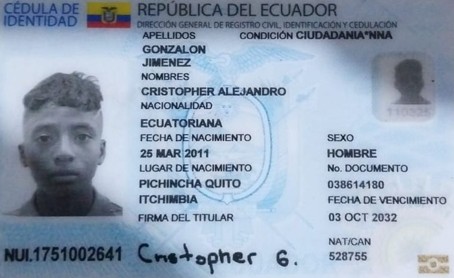 CÉDULA DE IDENTIDAD REPÚBLICA DEL ECUADOR
DIRECCIÓN GENERAL DE REGISTRO CIVIL, IDENTIFICACIÓN Y CEDULACIÓN
APELLIDOS CONDICIÓN CIUDADANIA*NNA
GONZALON
JIMENEZ
NOMBRES
CRISTOPHER ALEJANDRO
NACIONALIDAD
ECUATORIANA
FECHA DE NACIMIENTO SEXO
25 MAR 2011 HOMBRE
LUGAR DE NACIMIENTO No. DOCUMENTO
PICHINCHA QUITO 038614180
ITCHIMBIA FECHA DE VENCIMIENTO
FIRMA DEL TITULAR 03 OCT 2032
NAT/CAN
NUI.1751002641 Cristopher G. 528755